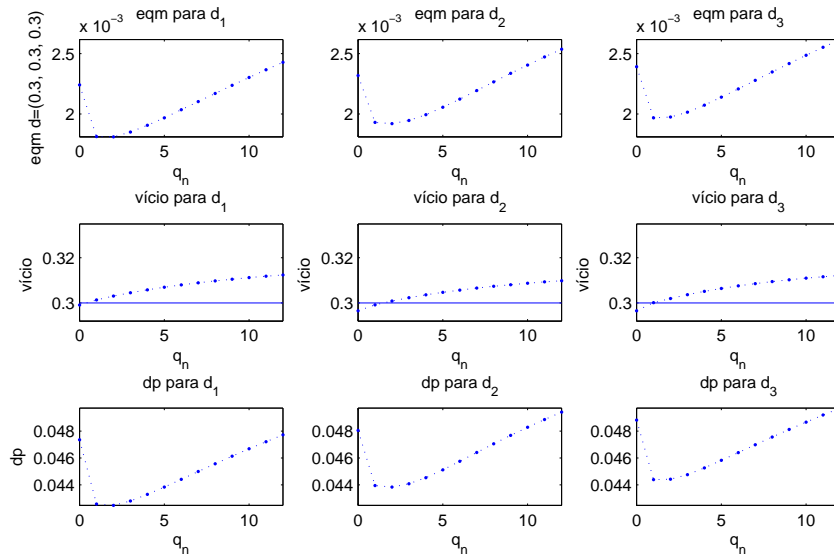 x 10⁻³ eqm para d₁
eqm d=(0.3, 0.3, 0.3)
2.5
2
0 5 10
qₙ
x 10⁻³ eqm para d₂
2.5
2
0 5 10
qₙ
x 10⁻³ eqm para d₃
2.5
2
0 5 10
qₙ
vício para d₁
vício
0.32
0.3
0 5 10
qₙ
vício para d₂
vício
0.32
0.3
0 5 10
qₙ
vício para d₃
vício
0.32
0.3
0 5 10
qₙ
dp para d₁
dp
0.048
0.046
0.044
0 5 10
qₙ
dp para d₂
0.048
0.046
0.044
0 5 10
qₙ
dp para d₃
0.048
0.046
0.044
0 5 10
qₙ